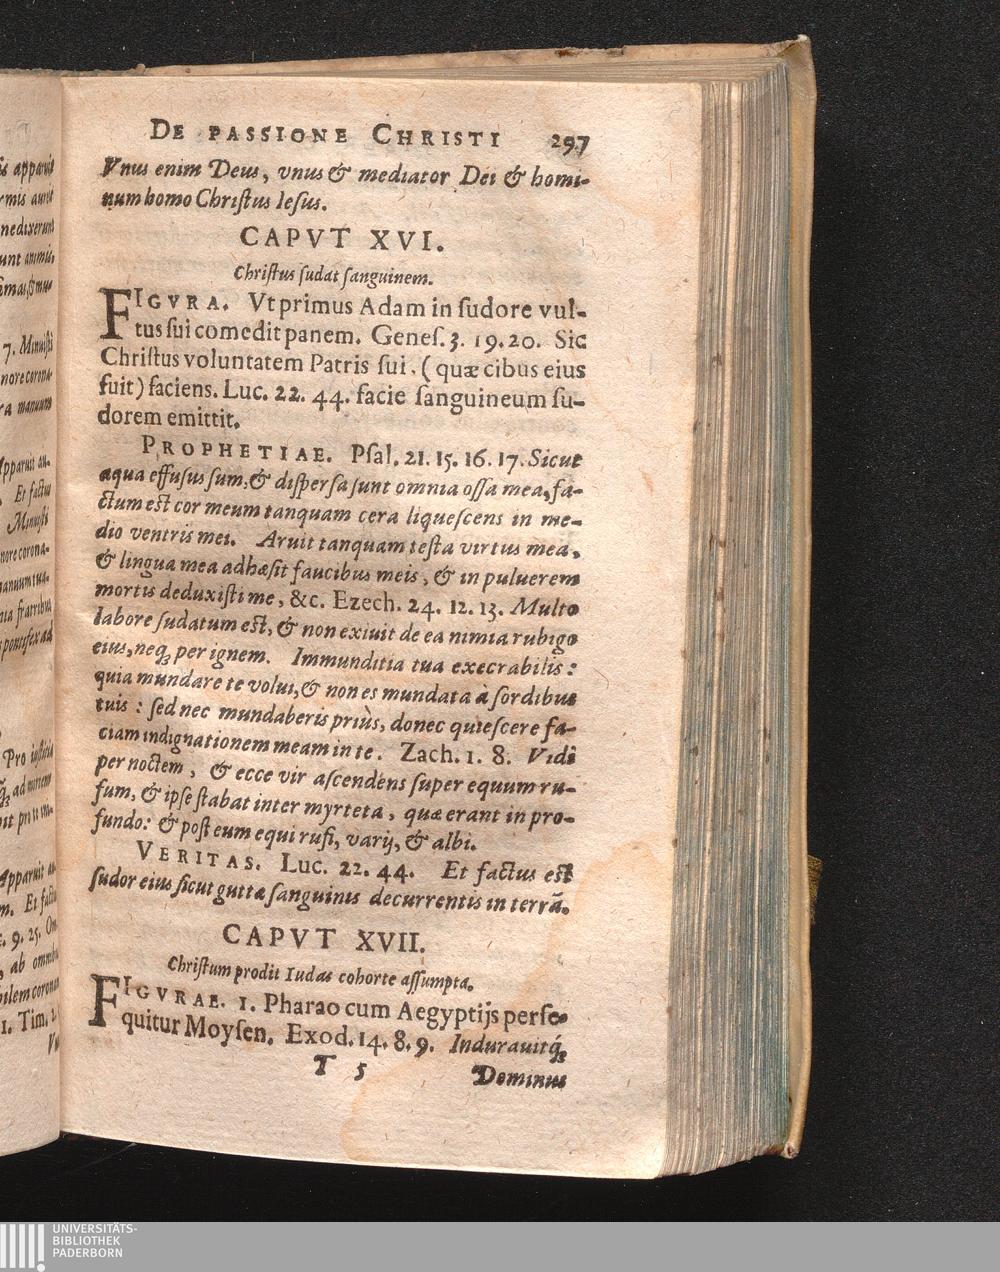 DE PASSIONE CHRISTI 297
Vnus enim Deus, vnus & mediator Dei & homi-
num homo Chriſtus Ieſus.
CAPVT XVI.
Chriſtus ſudat ſanguinem.
FIGVRA. Vt primus Adam in ſudore vul-
tus ſui comedit panem. Geneſ. 3. 19. 20. Sic
Chriſtus voluntatem Patris ſui. (quæ cibus eius
fuit) faciens. Luc. 22. 44. facie ſanguineum ſu-
dorem emittit.
PROPHETIAE. Pſal. 21. 15. 16. 17. Sicut
aqua effuſus ſum, & diſperſa ſunt omnia oſſa mea, fa-
ctum est cor meum tanquam cera liqueſcens in me-
dio ventris mei. Aruit tanquam teſta virtus mea,
& lingua mea adhæſit faucibus meis, & in puluerem
mortis deduxiſti me, &c. Ezech. 24. 12. 13. Multo
labore ſudatum est, & non exiuit de ea nimia rubigo
eius, neq; per ignem. Immunditia tua execrabilis:
quia mundare te volui, & non es mundata à ſordibus
tuis: ſed nec mundaberis priùs, donec quieſcere fa-
ciam indignationem meam in te. Zach. 1. 8. Vidi
per noctem, & ecce vir aſcendens ſuper equum ru-
fum, & ipſe ſtabat inter myrteta, quæ erant in pro-
fundo: & poſt eum equi rufi, varij, & albi.
VERITAS. Luc. 22. 44. Et factus est
ſudor eius ſicut guttæ ſanguinis decurrentis in terrã.
CAPVT XVII.
Chriſtum prodit Iudas cohorte aſſumpta.
FIGVRAE. 1. Pharao cum Aegyptijs perſe-
quitur Moyſen. Exod. 14. 8. 9. Indurauitq́;
T 5 Dominus
UNIVERSITÄTS-
BIBLIOTHEK
PADERBORN